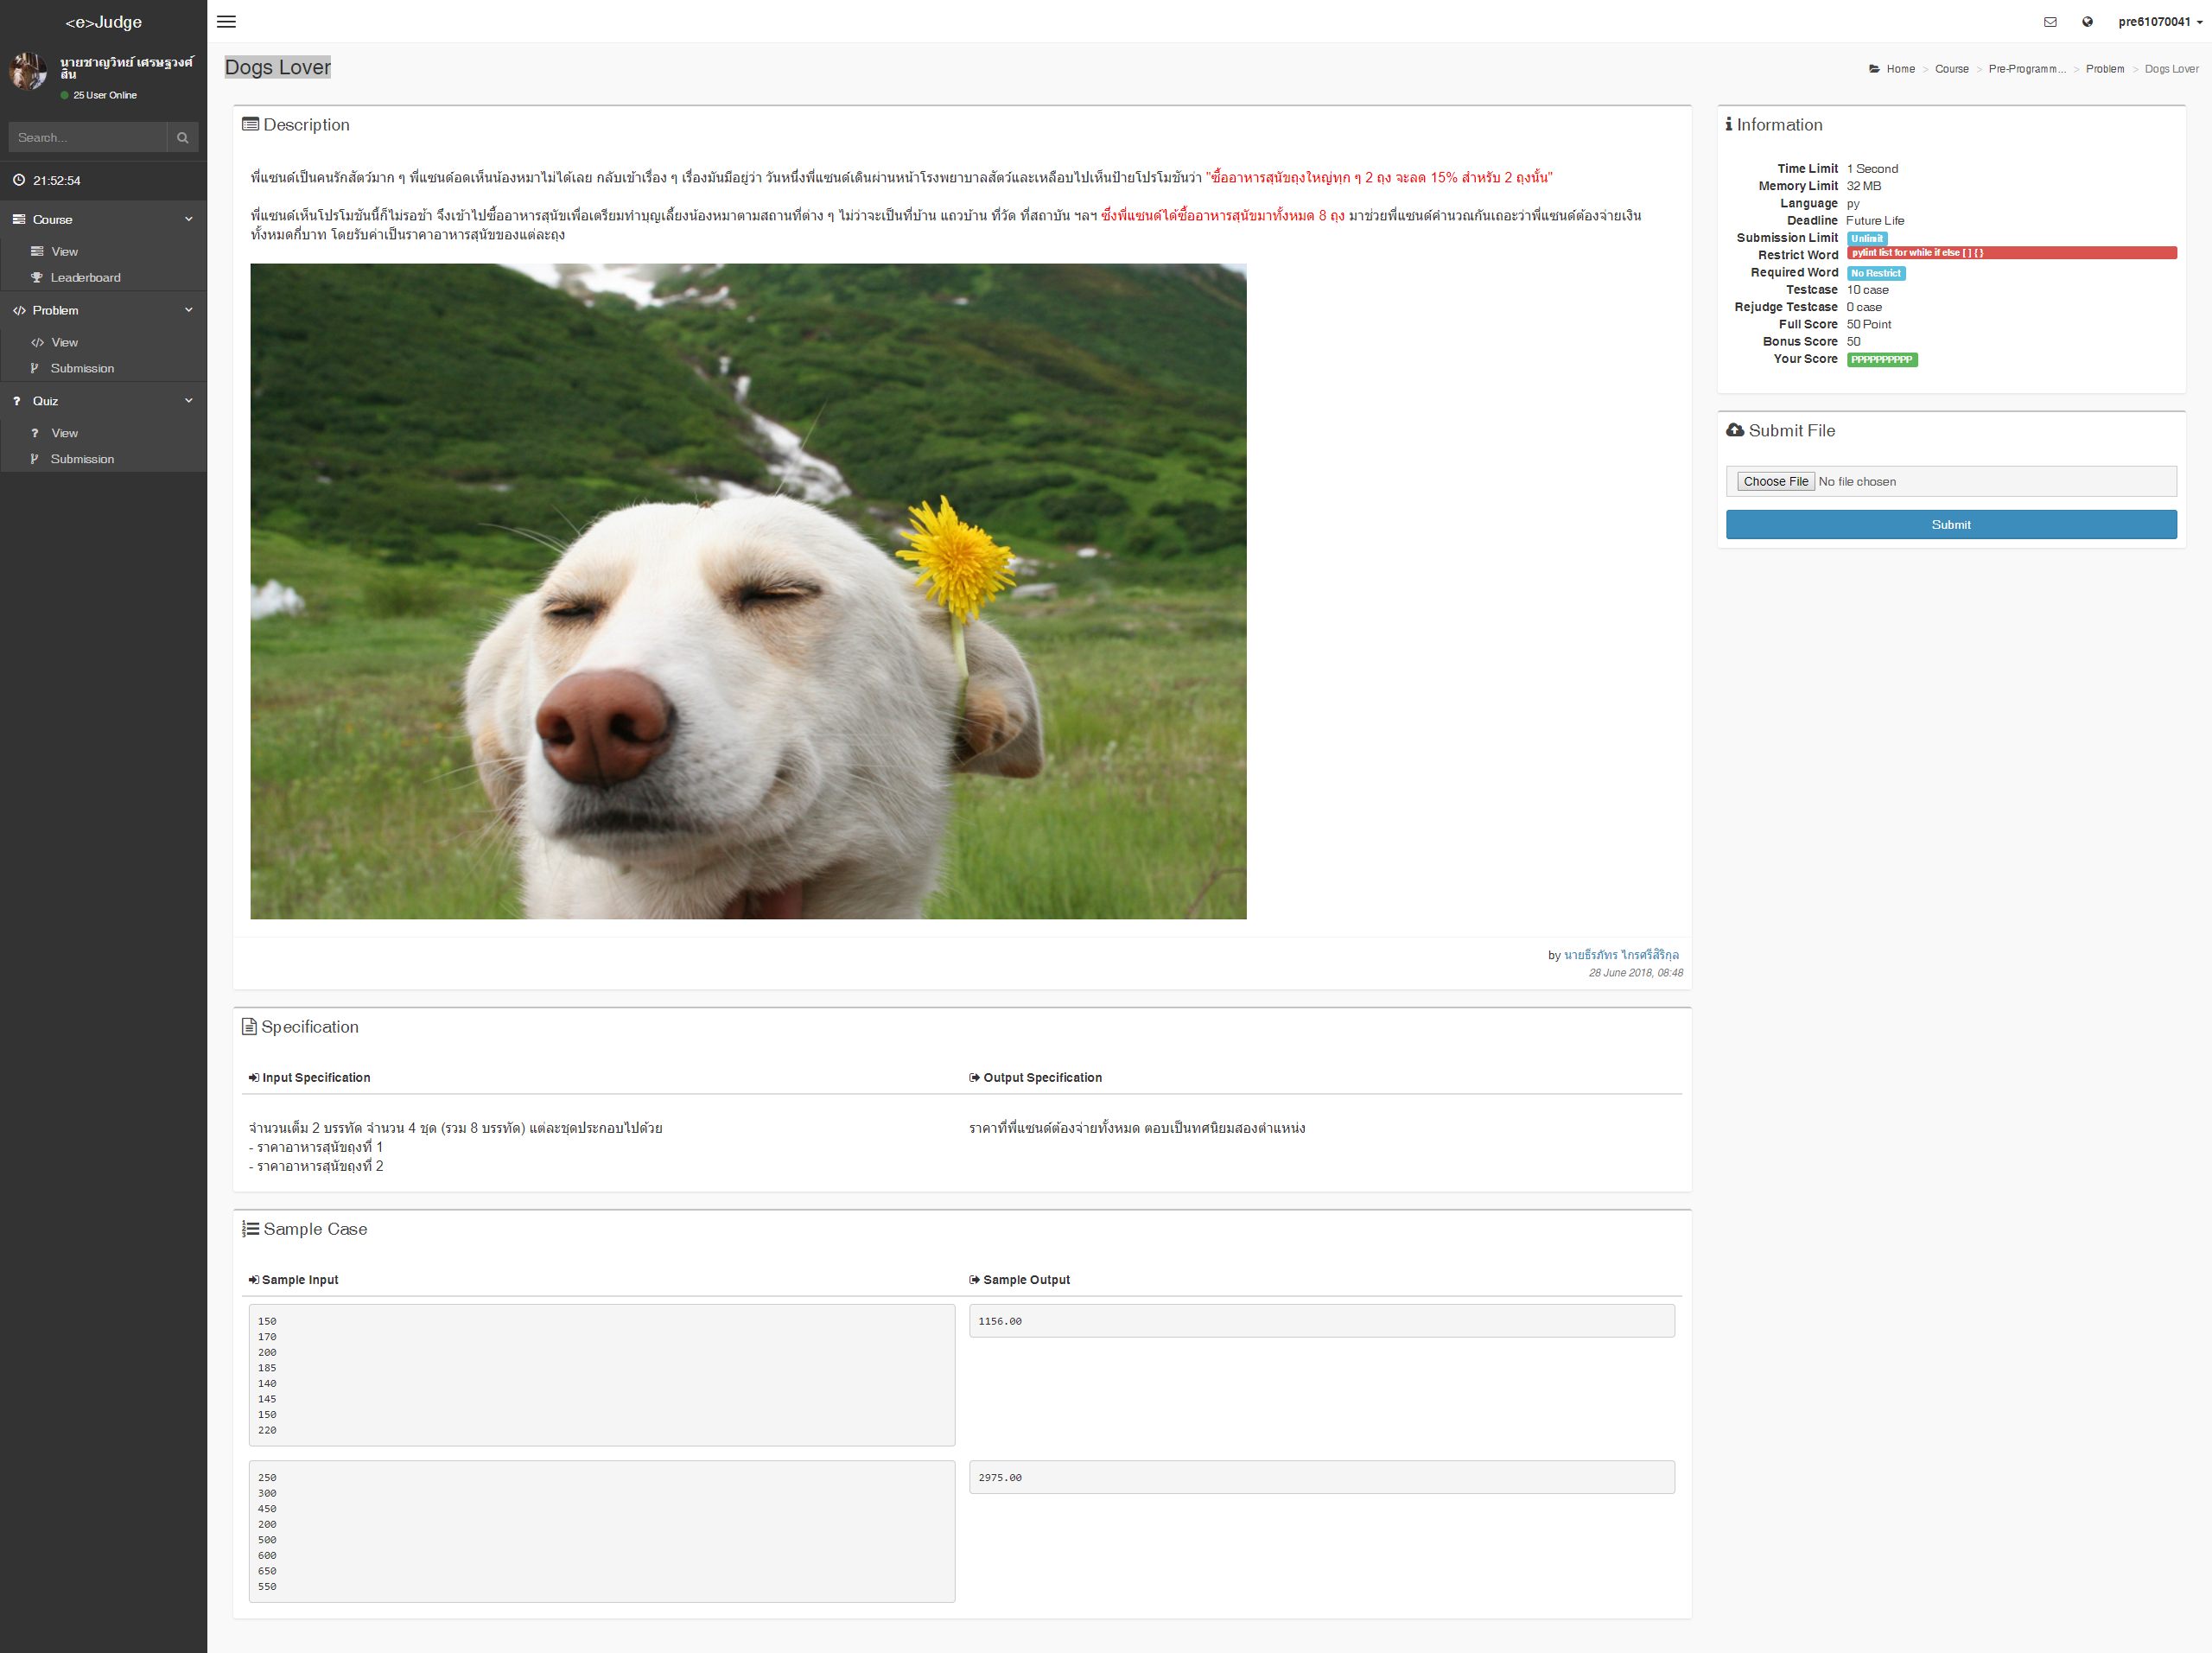 <e>Judge
pre61070041
นายชาญวิทย์ เศรษฐวงศ์
สิน
25 User Online
Search...
21:52:54
Course
View
Leaderboard
Problem
View
Submission
Quiz
View
Submission
Dogs Lover
Home > Course > Pre-Programm... > Problem > Dogs Lover
Description
พี่แซนด์เป็นคนรักสัตว์มาก ๆ พี่แซนด์อดเห็นน้องหมาไม่ได้เลย กลับเข้าเรื่อง ๆ เรื่องมันมีอยู่ว่า วันหนึ่งพี่แซนด์เดินผ่านหน้าโรงพยาบาลสัตว์และเหลือบไปเห็นป้ายโปรโมชันว่า "ซื้ออาหารสุนัขถุงใหญ่ทุก ๆ 2 ถุง จะลด 15% สำหรับ 2 ถุงนั้น"
พี่แซนด์เห็นโปรโมชันนี้ก็ไม่รอช้า จึงเข้าไปซื้ออาหารสุนัขเพื่อเตรียมทำบุญเลี้ยงน้องหมาตามสถานที่ต่าง ๆ ไม่ว่าจะเป็นที่บ้าน แถวบ้าน ที่วัด ที่สถาบัน ฯลฯ ซึ่งพี่แซนด์ได้ซื้ออาหารสุนัขมาทั้งหมด 8 ถุง มาช่วยพี่แซนด์คำนวณกันเถอะว่าพี่แซนด์ต้องจ่ายเงิน
ทั้งหมดกี่บาท โดยรับค่าเป็นราคาอาหารสุนัขของแต่ละถุง
by นายธีรภัทร ไกรศรีสิริกุล
28 June 2018, 08:48
Specification
Input Specification
จำนวนเต็ม 2 บรรทัด จำนวน 4 ชุด (รวม 8 บรรทัด) แต่ละชุดประกอบไปด้วย
- ราคาอาหารสุนัขถุงที่ 1
- ราคาอาหารสุนัขถุงที่ 2
Output Specification
ราคาที่พี่แซนด์ต้องจ่ายทั้งหมด ตอบเป็นทศนิยมสองตำแหน่ง
Sample Case
Sample Input
Sample Output
150
170
200
185
140
145
150
220
1156.00
250
300
450
200
500
600
650
550
2975.00
Information
Time Limit 1 Second
Memory Limit 32 MB
Language py
Deadline Future Life
Submission Limit Unlimit
Restrict Word pylint list for while if else [ ] { }
Required Word No Restrict
Testcase 10 case
Rejudge Testcase 0 case
Full Score 50 Point
Bonus Score 50
Your Score PPPPPPPPPP
Submit File
Choose File No file chosen
Submit